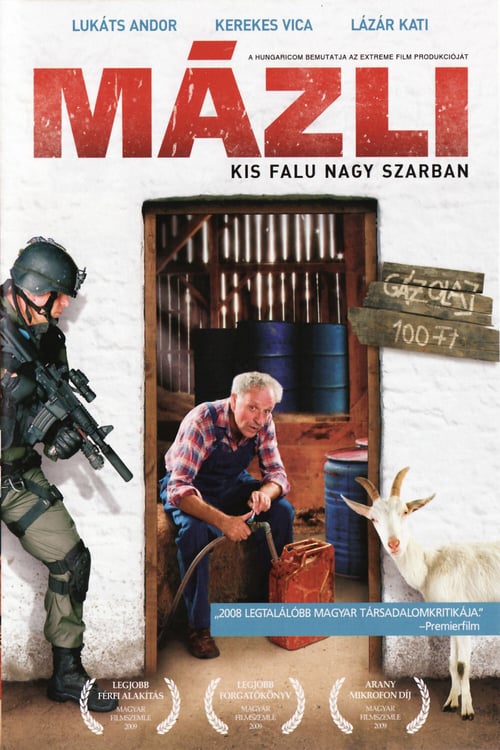 LUKÁTS ANDOR KEREKES VICA LÁZÁR KATI
A HUNGARICOM BEMUTATJA AZ EXTREME FILM PRODUKCIÓJÁT
MÁZLI
KIS FALU NAGY SZARBAN
GÁZOLAJ
100 Ft
„2008 LEGTALÁLÓBB MAGYAR TÁRSADALOMKRITIKÁJA.”
–Premierfilm
LEGJOBB
FÉRFI ALAKÍTÁS
MAGYAR
FILMSZEMLE
2009
LEGJOBB
FORGATÓKÖNYV
MAGYAR
FILMSZEMLE
2009
ARANY
MIKROFON DÍJ
MAGYAR
FILMSZEMLE
2009